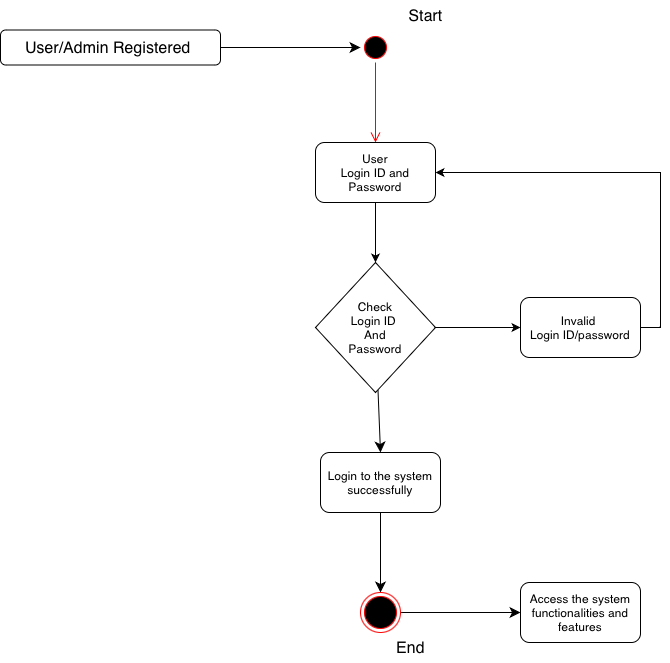 Start
User/Admin Registered
User
Login ID and
Password
Check
Login ID
And
Password
Invalid
Login ID/password
Login to the system
successfully
Access the system
functionalities and
features
End